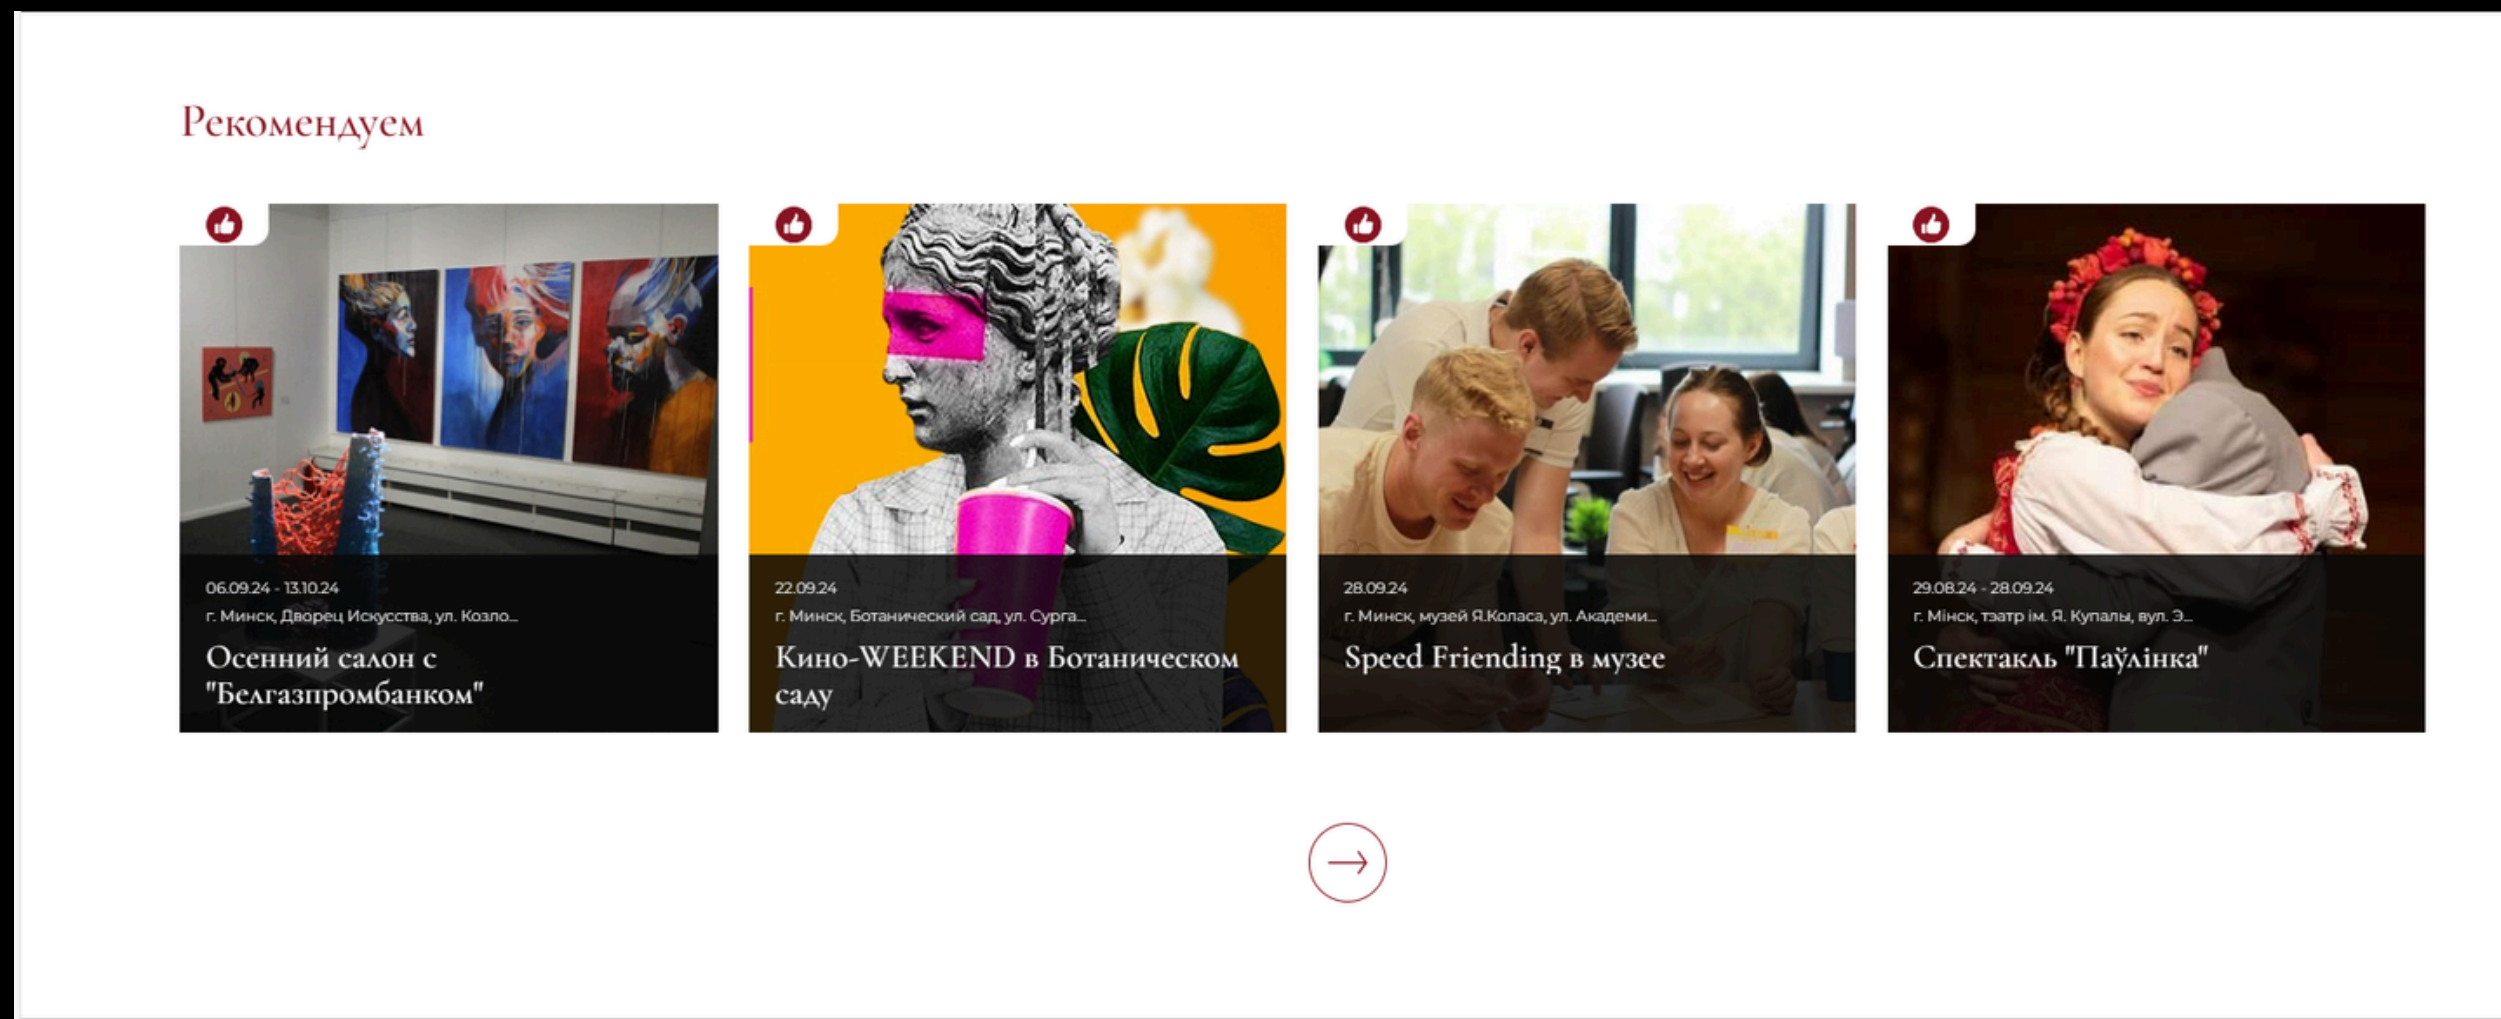 Рекомендуем
06.09.24 - 13.10.24
г. Минск, Дворец Искусства, ул. Козло...
Осенний салон с
"Белгазпромбанком"
22.09.24
г. Минск, Ботанический сад, ул. Сурга...
Кино-WEEKEND в Ботаническом
саду
28.09.24
г. Минск, музей Я.Коласа, ул. Академи...
Speed Friending в музее
29.08.24 - 28.09.24
г. Мінск, тэатр ім. Я. Купалы, вул. Э...
Спектакль "Паўлінка"